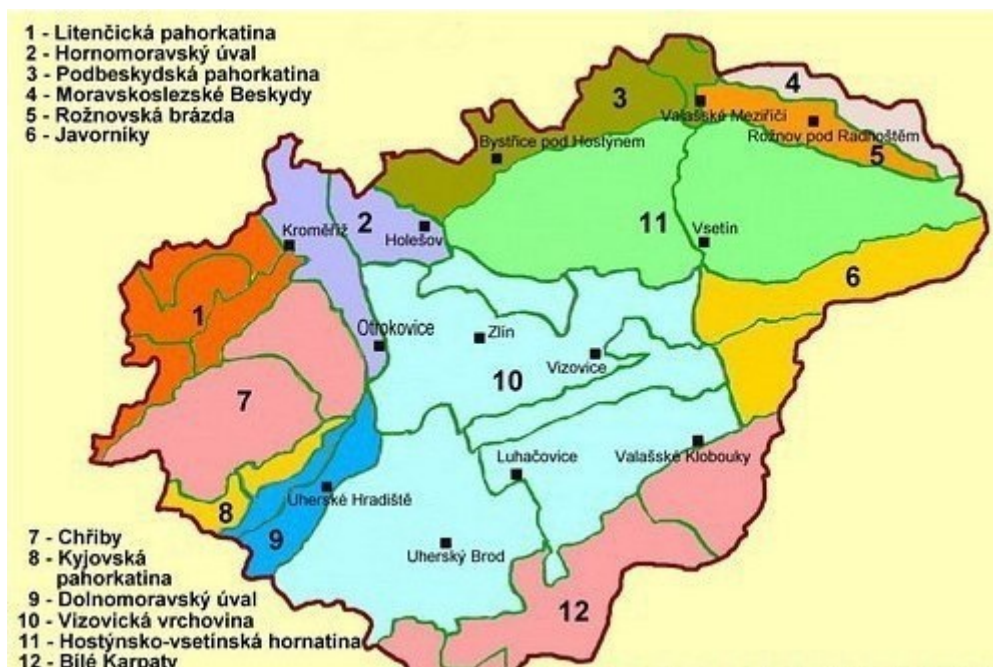 1 - Litenčická pahorkatina
2 - Hornomoravský úval
3 - Podbeskydská pahorkatina
4 - Moravskoslezské Beskydy
5 - Rožnovská brázda
6 - Javorníky
4
3
Valašské Meziříčí
Rožnov pod Radhoštěm
Bystřice pod Hostýnem
5
2
11
Kroměříž
Holešov
Vsetín
6
1
Otrokovice
Zlín
Vizovice
10
7
Luhačovice
Valašské Klobouky
Uherské Hradiště
8
9
Uherský Brod
12
7 - Chřiby
8 - Kyjovská
pahorkatina
9 - Dolnomoravský úval
10 - Vizovická vrchovina
11 - Hostýnsko-vsetínská hornatina
12 - Bílé Karpaty